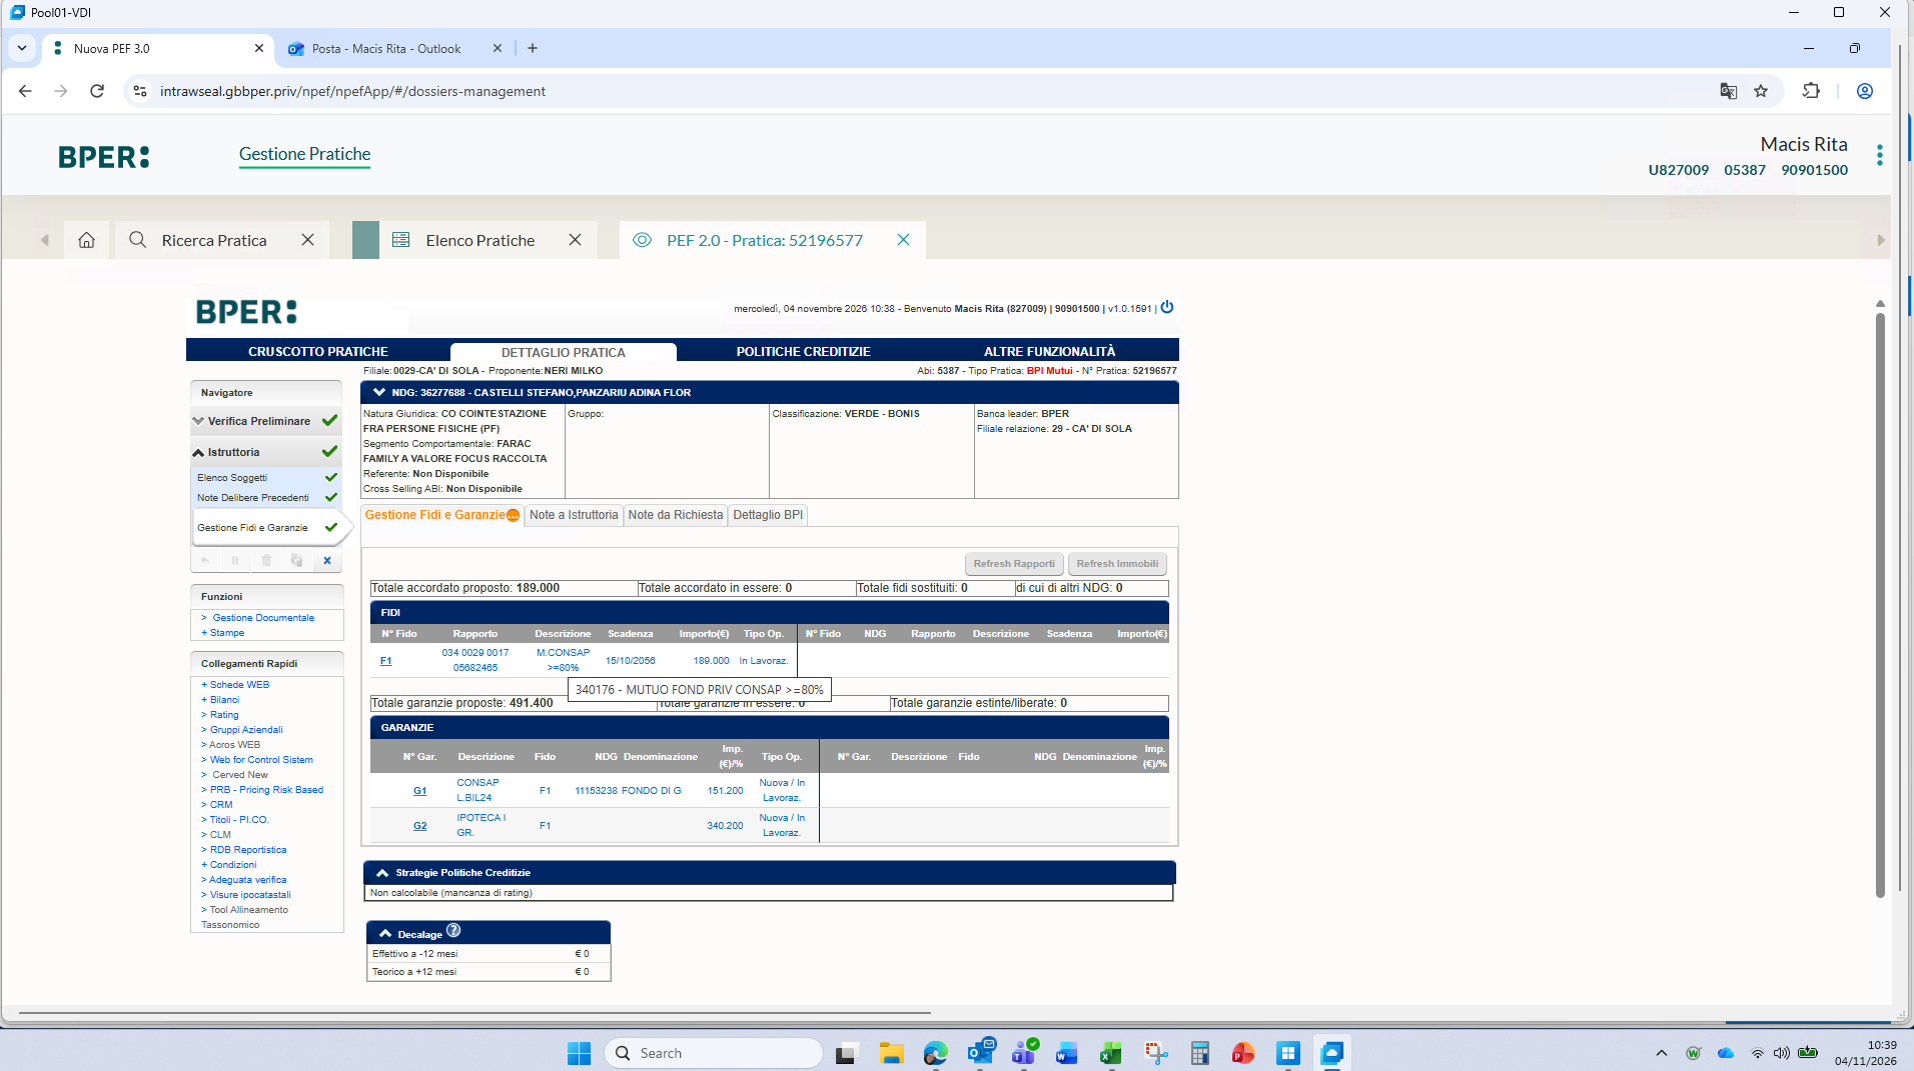 Pool01-VDI
Nuova PEF 3.0
Posta - Macis Rita - Outlook
intrawseal.gbbper.priv/npef/npefApp/#/dossiers-management
BPER:
Gestione Pratiche
Macis Rita
U827009 05387 90901500
Ricerca Pratica
Elenco Pratiche
PEF 2.0 - Pratica: 52196577
BPER:
mercoledì, 04 novembre 2026 10:38 - Benvenuto Macis Rita (827009) | 90901500 | v1.0.1591 |
CRUSCOTTO PRATICHE
DETTAGLIO PRATICA
POLITICHE CREDITIZIE
ALTRE FUNZIONALITÀ
Filiale: 0029-CA' DI SOLA - Proponente: NERI MILKO
Abi: 5387 - Tipo Pratica: BPI Mutui - N° Pratica: 52196577
Navigatore
Verifica Preliminare
Istruttoria
Elenco Soggetti
Note Delibere Precedenti
Gestione Fidi e Garanzie
Funzioni
> Gestione Documentale
+ Stampe
Collegamenti Rapidi
+ Schede WEB
+ Bilanci
> Rating
> Gruppi Aziendali
> Acros WEB
> Web for Control Sistem
> Cerved New
> PRB - Pricing Risk Based
> CRM
> Titoli - PI.CO.
> CLM
> RDB Reportistica
+ Condizioni
> Adeguata verifica
> Visure ipocatastali
> Tool Allineamento
Tassonomico
NDG: 36277688 - CASTELLI STEFANO,PANZARIU ADINA FLOR
Natura Giuridica: CO COINTESTAZIONE
FRA PERSONE FISICHE (PF)
Segmento Comportamentale: FARAC
FAMILY A VALORE FOCUS RACCOLTA
Referente: Non Disponibile
Cross Selling ABI: Non Disponibile
Gruppo:
Classificazione: VERDE - BONIS
Banca leader: BPER
Filiale relazione: 29 - CA' DI SOLA
Gestione Fidi e Garanzie
Note a Istruttoria
Note da Richiesta
Dettaglio BPI
Refresh Rapporti
Refresh Immobili
Totale accordato proposto: 189.000
Totale accordato in essere: 0
Totale fidi sostituiti: 0
di cui di altri NDG: 0
FIDI
N° Fido Rapporto Descrizione Scadenza Importo(€) Tipo Op. N° Fido NDG Rapporto Descrizione Scadenza Importo(€)
F1
034 0029 0017
05682465
M.CONSAP
>=80%
15/10/2056
189.000
In Lavoraz.
340176 - MUTUO FOND PRIV CONSAP >=80%
Totale garanzie proposte: 491.400
Totale garanzie in essere: 0
Totale garanzie estinte/liberate: 0
GARANZIE
N° Gar. Descrizione Fido NDG Denominazione Imp. (€)/% Tipo Op. N° Gar. Descrizione Fido NDG Denominazione Imp. (€)/%
G1
CONSAP
L.BIL24
F1
11153238
FONDO DI G
151.200
Nuova / In
Lavoraz.
G2
IPOTECA I
GR.
F1
340.200
Nuova / In
Lavoraz.
Strategie Politiche Creditizie
Non calcolabile (mancanza di rating)
Decalage
Effettivo a -12 mesi € 0
Teorico a +12 mesi € 0
Search
10:39
04/11/2026